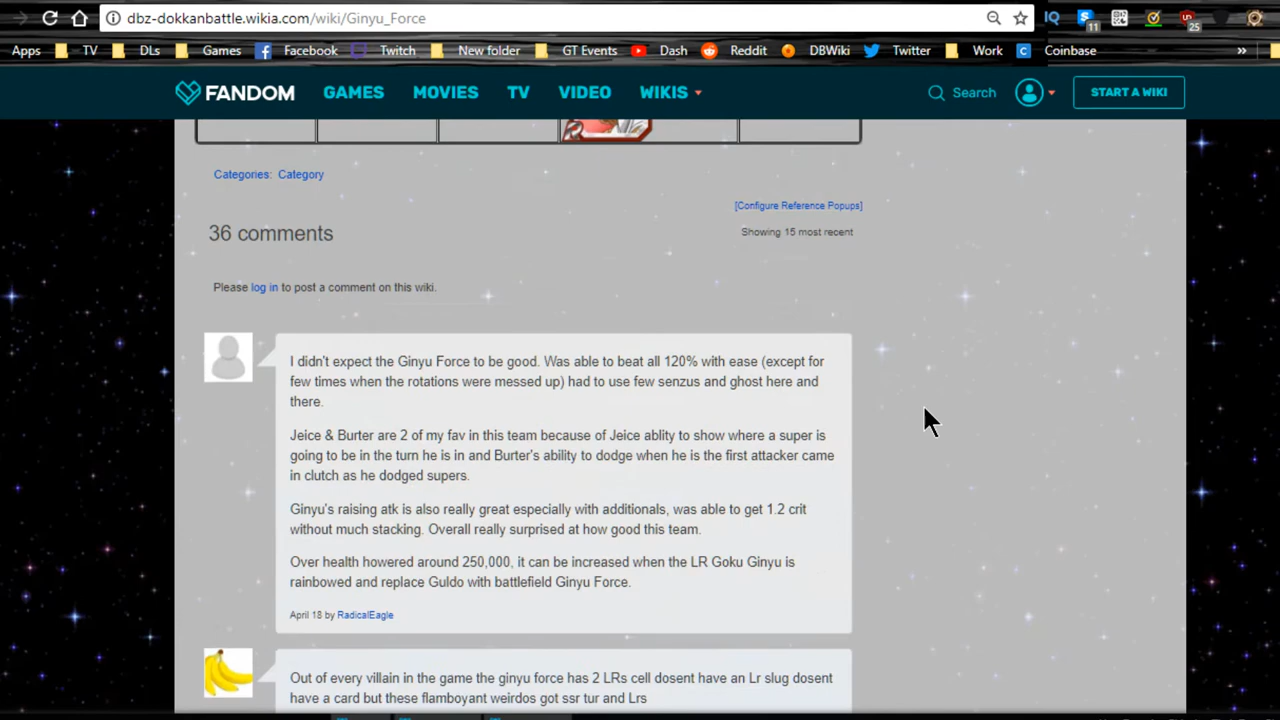 dbz-dokkanbattle.wikia.com/wiki/Ginyu_Force
IQ
11
25
Apps TV DLs Games Facebook Twitch New folder GT Events Dash Reddit DBWiki Twitter Work Coinbase »
FANDOM GAMES MOVIES TV VIDEO WIKIS Search START A WIKI
Categories: Category
[Configure Reference Popups]
36 comments
Showing 15 most recent
Please log in to post a comment on this wiki.
I didn't expect the Ginyu Force to be good. Was able to beat all 120% with ease (except for
few times when the rotations were messed up) had to use few senzus and ghost here and
there.
Jeice & Burter are 2 of my fav in this team because of Jeice ablity to show where a super is
going to be in the turn he is in and Burter's ability to dodge when he is the first attacker came
in clutch as he dodged supers.
Ginyu's raising atk is also really great especially with additionals, was able to get 1.2 crit
without much stacking. Overall really surprised at how good this team.
Over health howered around 250,000, it can be increased when the LR Goku Ginyu is
rainbowed and replace Guldo with battlefield Ginyu Force.
April 18 by RadicalEagle
Out of every villain in the game the ginyu force has 2 LRs cell dosent have an Lr slug dosent
have a card but these flamboyant weirdos got ssr tur and Lrs